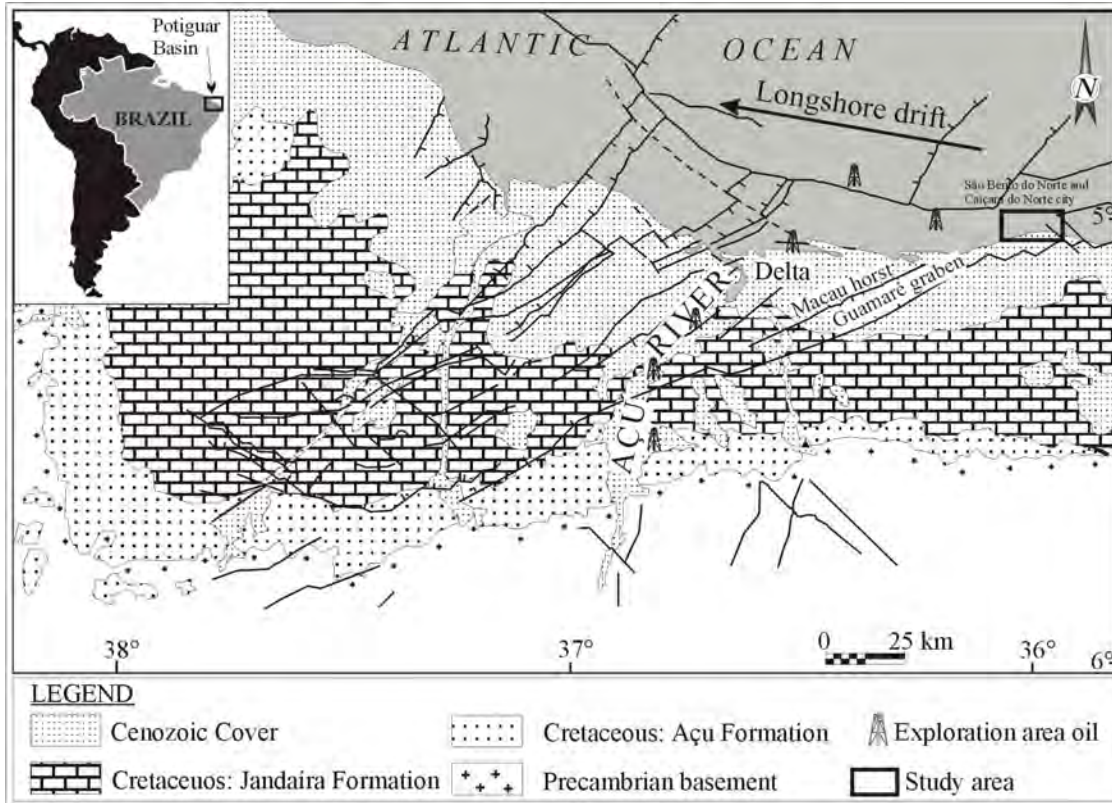 Potiguar
Basin
BRAZIL
ATLANTIC OCEAN
N
Longshore drift
São Bento do Norte and
Caiçara do Norte city
5°
Delta
Macau horst
Guamaré graben
AÇU RIVER
38°
37°
0 25 km
36°
6°
LEGEND
Cenozoic Cover
Cretaceous: Açu Formation
Exploration area oil
Cretaceuos: Jandaíra Formation
Precambrian basement
Study area